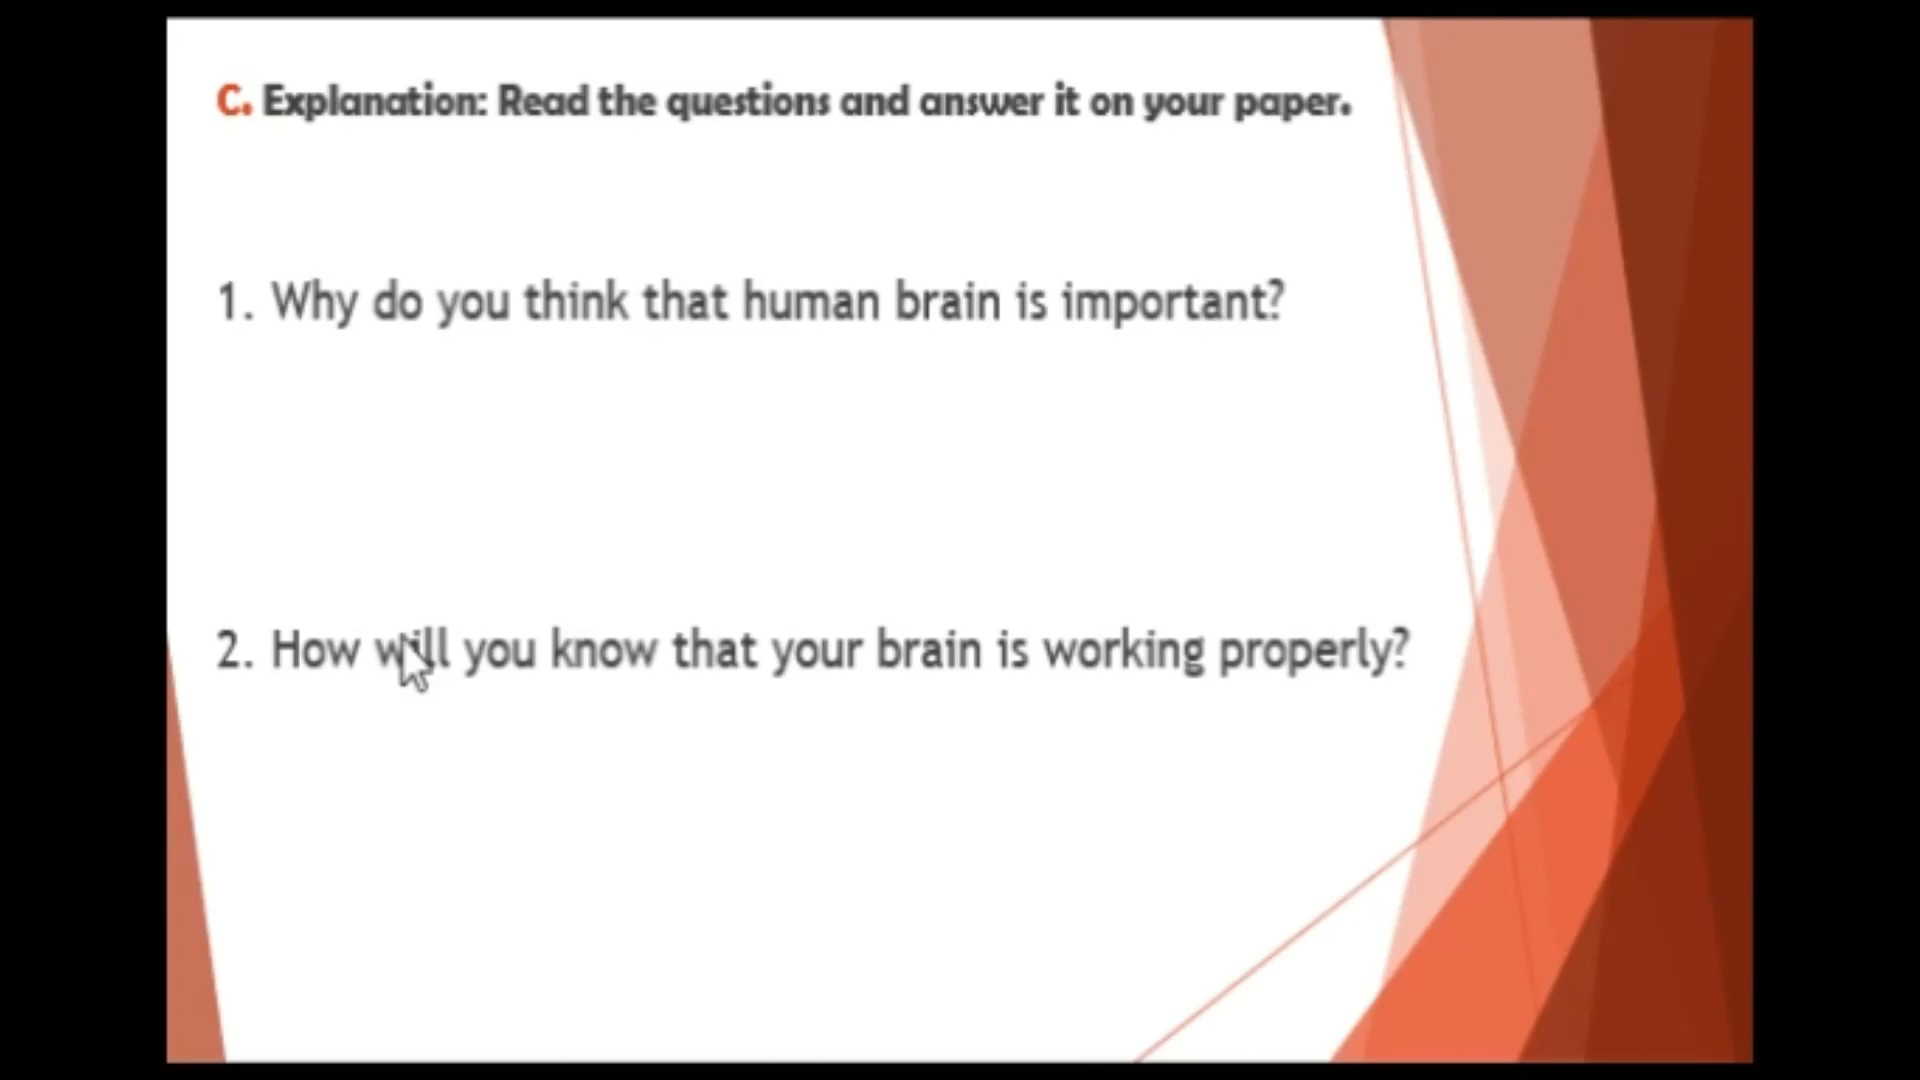 C. Explanation: Read the questions and answer it on your paper.
1. Why do you think that human brain is important?
2. How will you know that your brain is working properly?